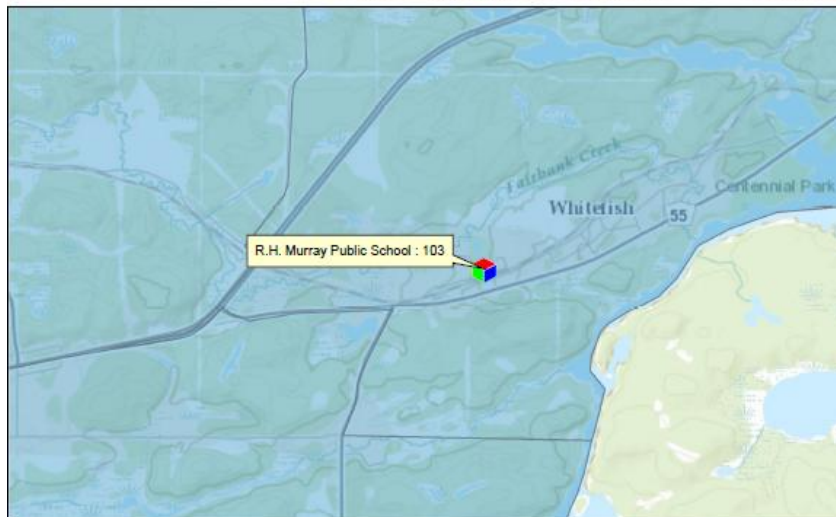 Fairbank Creek
Whitefish
Centennial Park
55
R.H. Murray Public School : 103